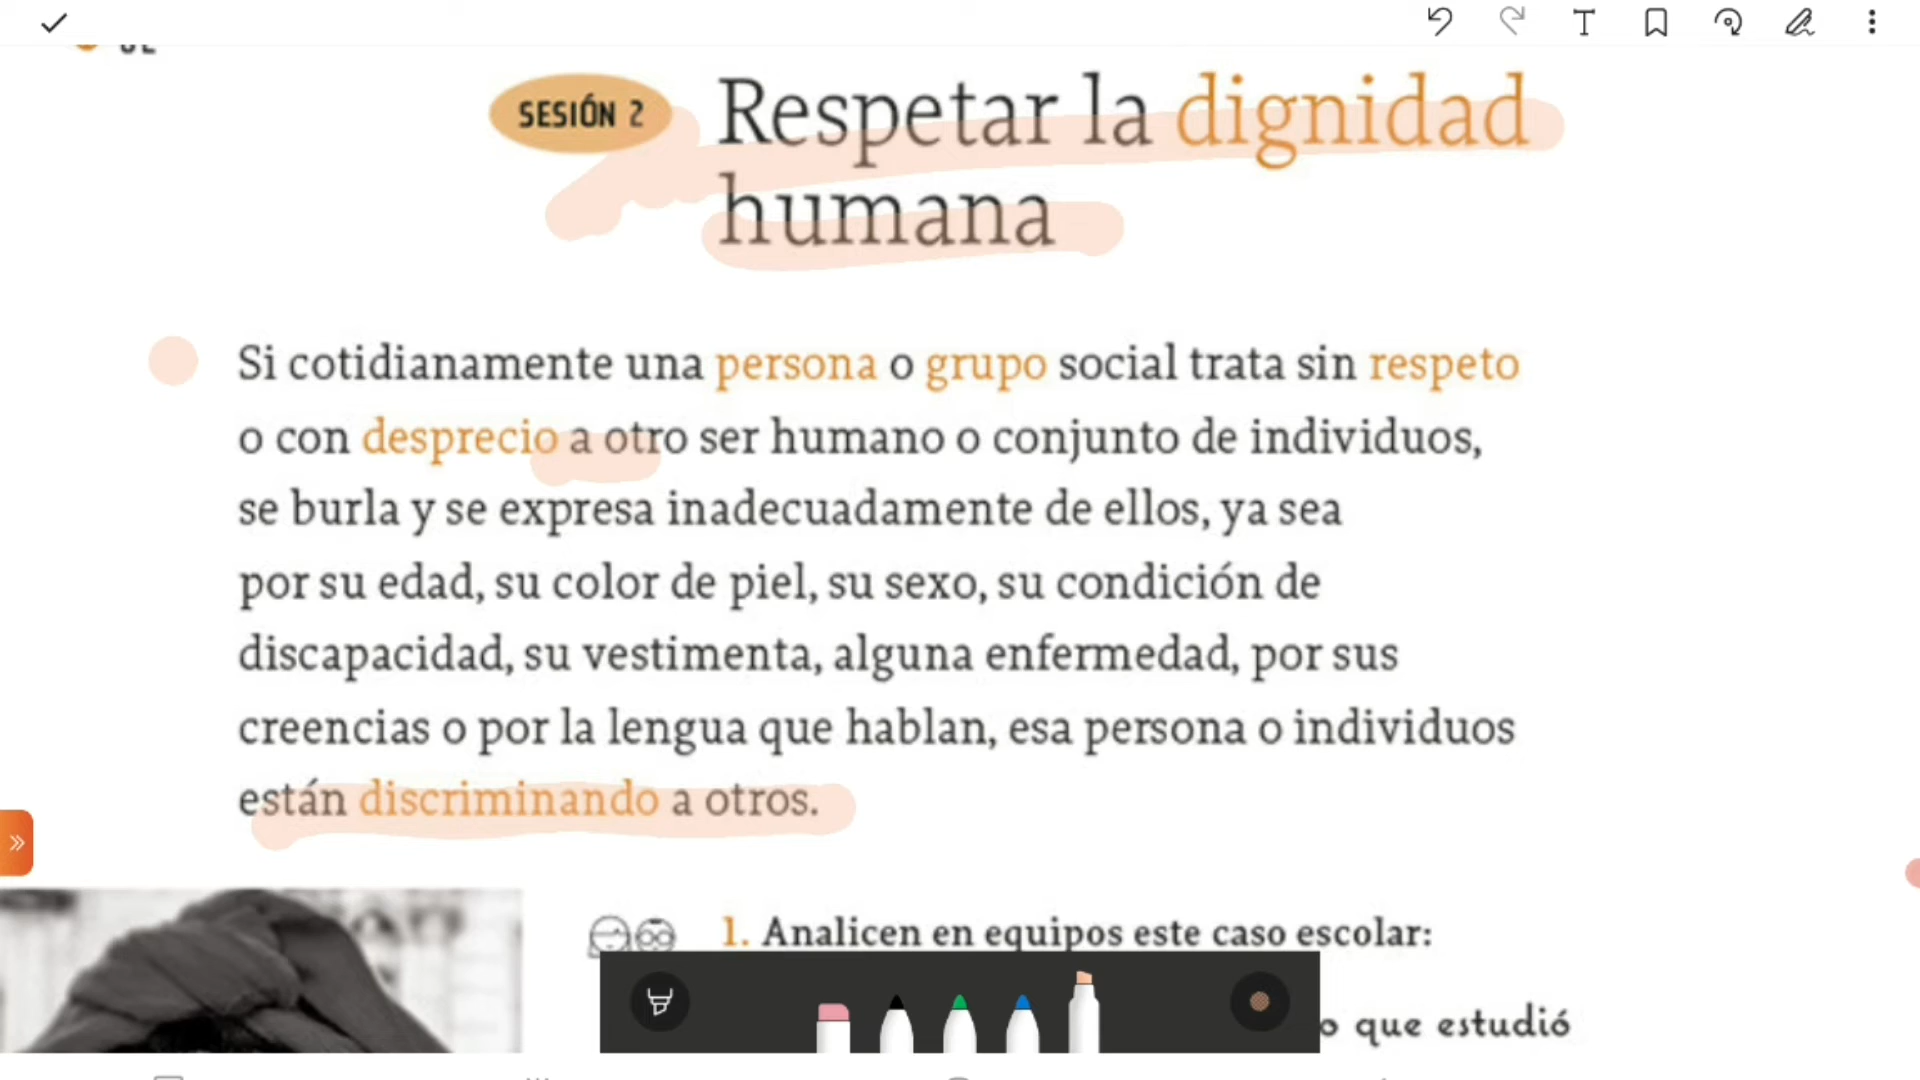 SESIÓN 2
Respetar la dignidad
humana
Si cotidianamente una persona o grupo social trata sin respeto
o con desprecio a otro ser humano o conjunto de individuos,
se burla y se expresa inadecuadamente de ellos, ya sea
por su edad, su color de piel, su sexo, su condición de
discapacidad, su vestimenta, alguna enfermedad, por sus
creencias o por la lengua que hablan, esa persona o individuos
están discriminando a otros.
1. Analicen en equipos este caso escolar:
o que estudió